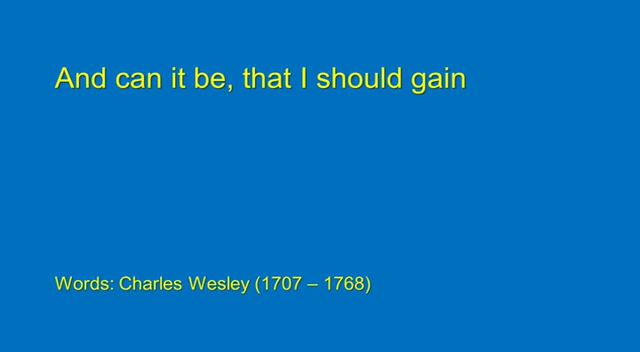 And can it be, that I should gain
Words: Charles Wesley (1707 – 1768)